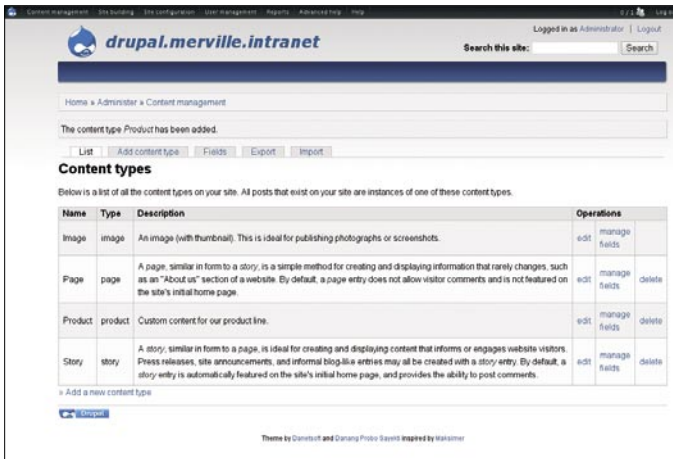 Content management Site building Site configuration User management Reports Advanced help Help 0 / 1 Log o
drupal.merville.intranet
Logged in as Administrator | Logout
Search this site: Search
Home » Administer » Content management
The content type Product has been added.
List Add content type Fields Export Import
Content types
Below is a list of all the content types on your site. All posts that exist on your site are instances of one of these content types.
Name Type Description Operations
Image image An image (with thumbnail). This is ideal for publishing photographs or screenshots. edit manage fields
Page page A page, similar in form to a story, is a simple method for creating and displaying information that rarely changes, such
as an "About us" section of a website. By default, a page entry does not allow visitor comments and is not featured on
the site's initial home page. edit manage fields delete
Product product Custom content for our product line. edit manage fields delete
Story story A story, similar in form to a page, is ideal for creating and displaying content that informs or engages website visitors.
Press releases, site announcements, and informal blog-like entries may all be created with a story entry. By default, a
story entry is automatically featured on the site's initial home page, and provides the ability to post comments. edit manage fields delete
» Add a new content type
Drupal
Theme by Danetsoft and Danang Probo Sayekti inspired by Maksimer